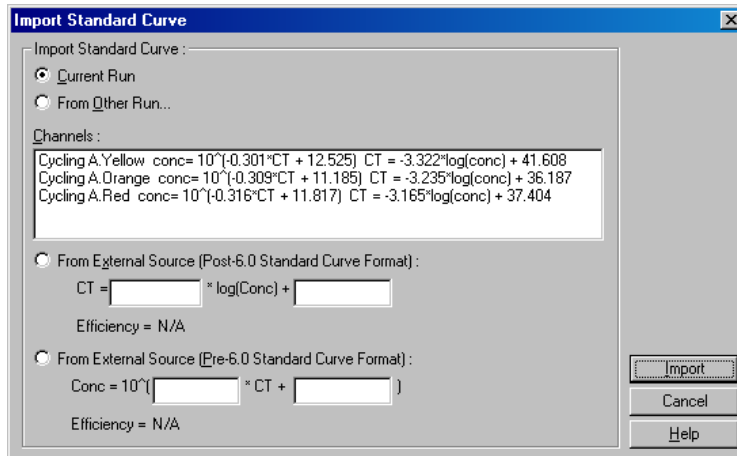 Import Standard Curve
Import Standard Curve :
Current Run
From Other Run...
Channels :
Cycling A.Yellow conc= 10^(-0.301*CT + 12.525) CT = -3.322*log(conc) + 41.608
Cycling A.Orange conc= 10^(-0.309*CT + 11.185) CT = -3.235*log(conc) + 36.187
Cycling A.Red conc= 10^(-0.316*CT + 11.817) CT = -3.165*log(conc) + 37.404
From External Source (Post-6.0 Standard Curve Format) :
CT = * log(Conc) +
Efficiency = N/A
From External Source (Pre-6.0 Standard Curve Format) :
Conc = 10^( * CT + )
Efficiency = N/A
Import
Cancel
Help